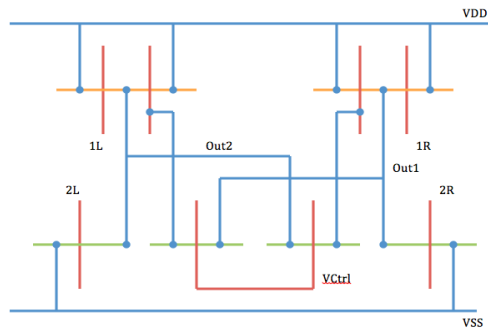 VDD
1L
Out2
1R
Out1
2L
2R
VCtrl
VSS